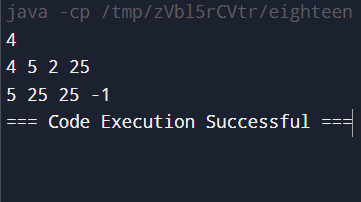 java -cp /tmp/zVbl5rCVtr/eighteen
4
4 5 2 25
5 25 25 -1
=== Code Execution Successful ===